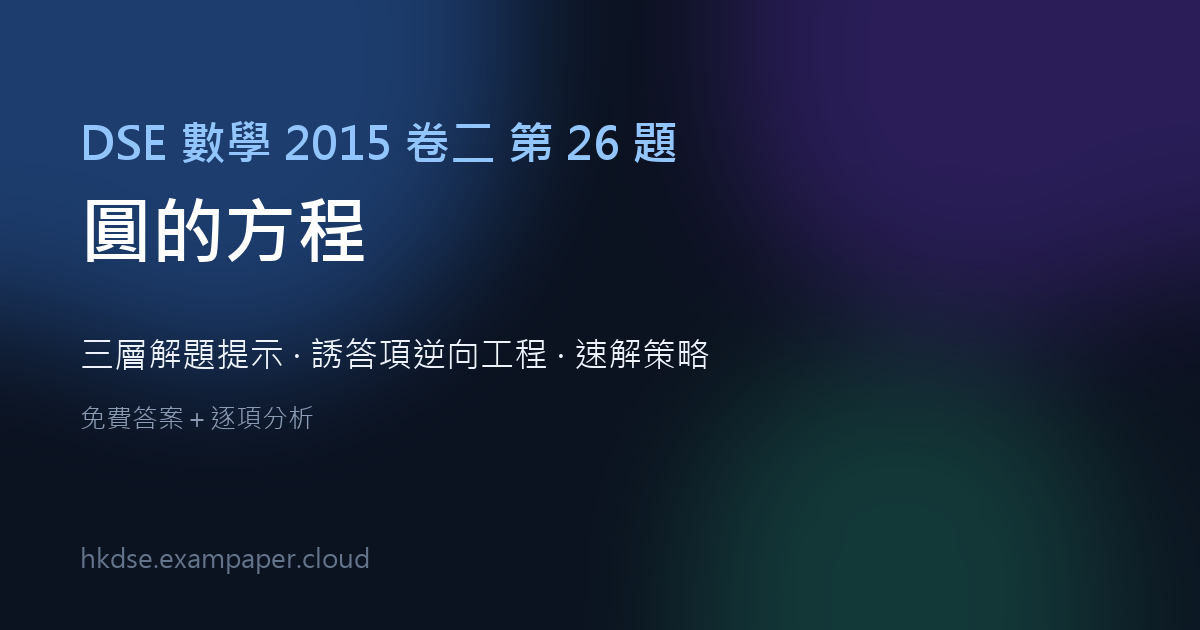 DSE 數學 2015 卷二 第 26 題
圓的方程
三層解題提示 · 誘答項逆向工程 · 速解策略
免費答案 + 逐項分析
hkdse.exampaper.cloud